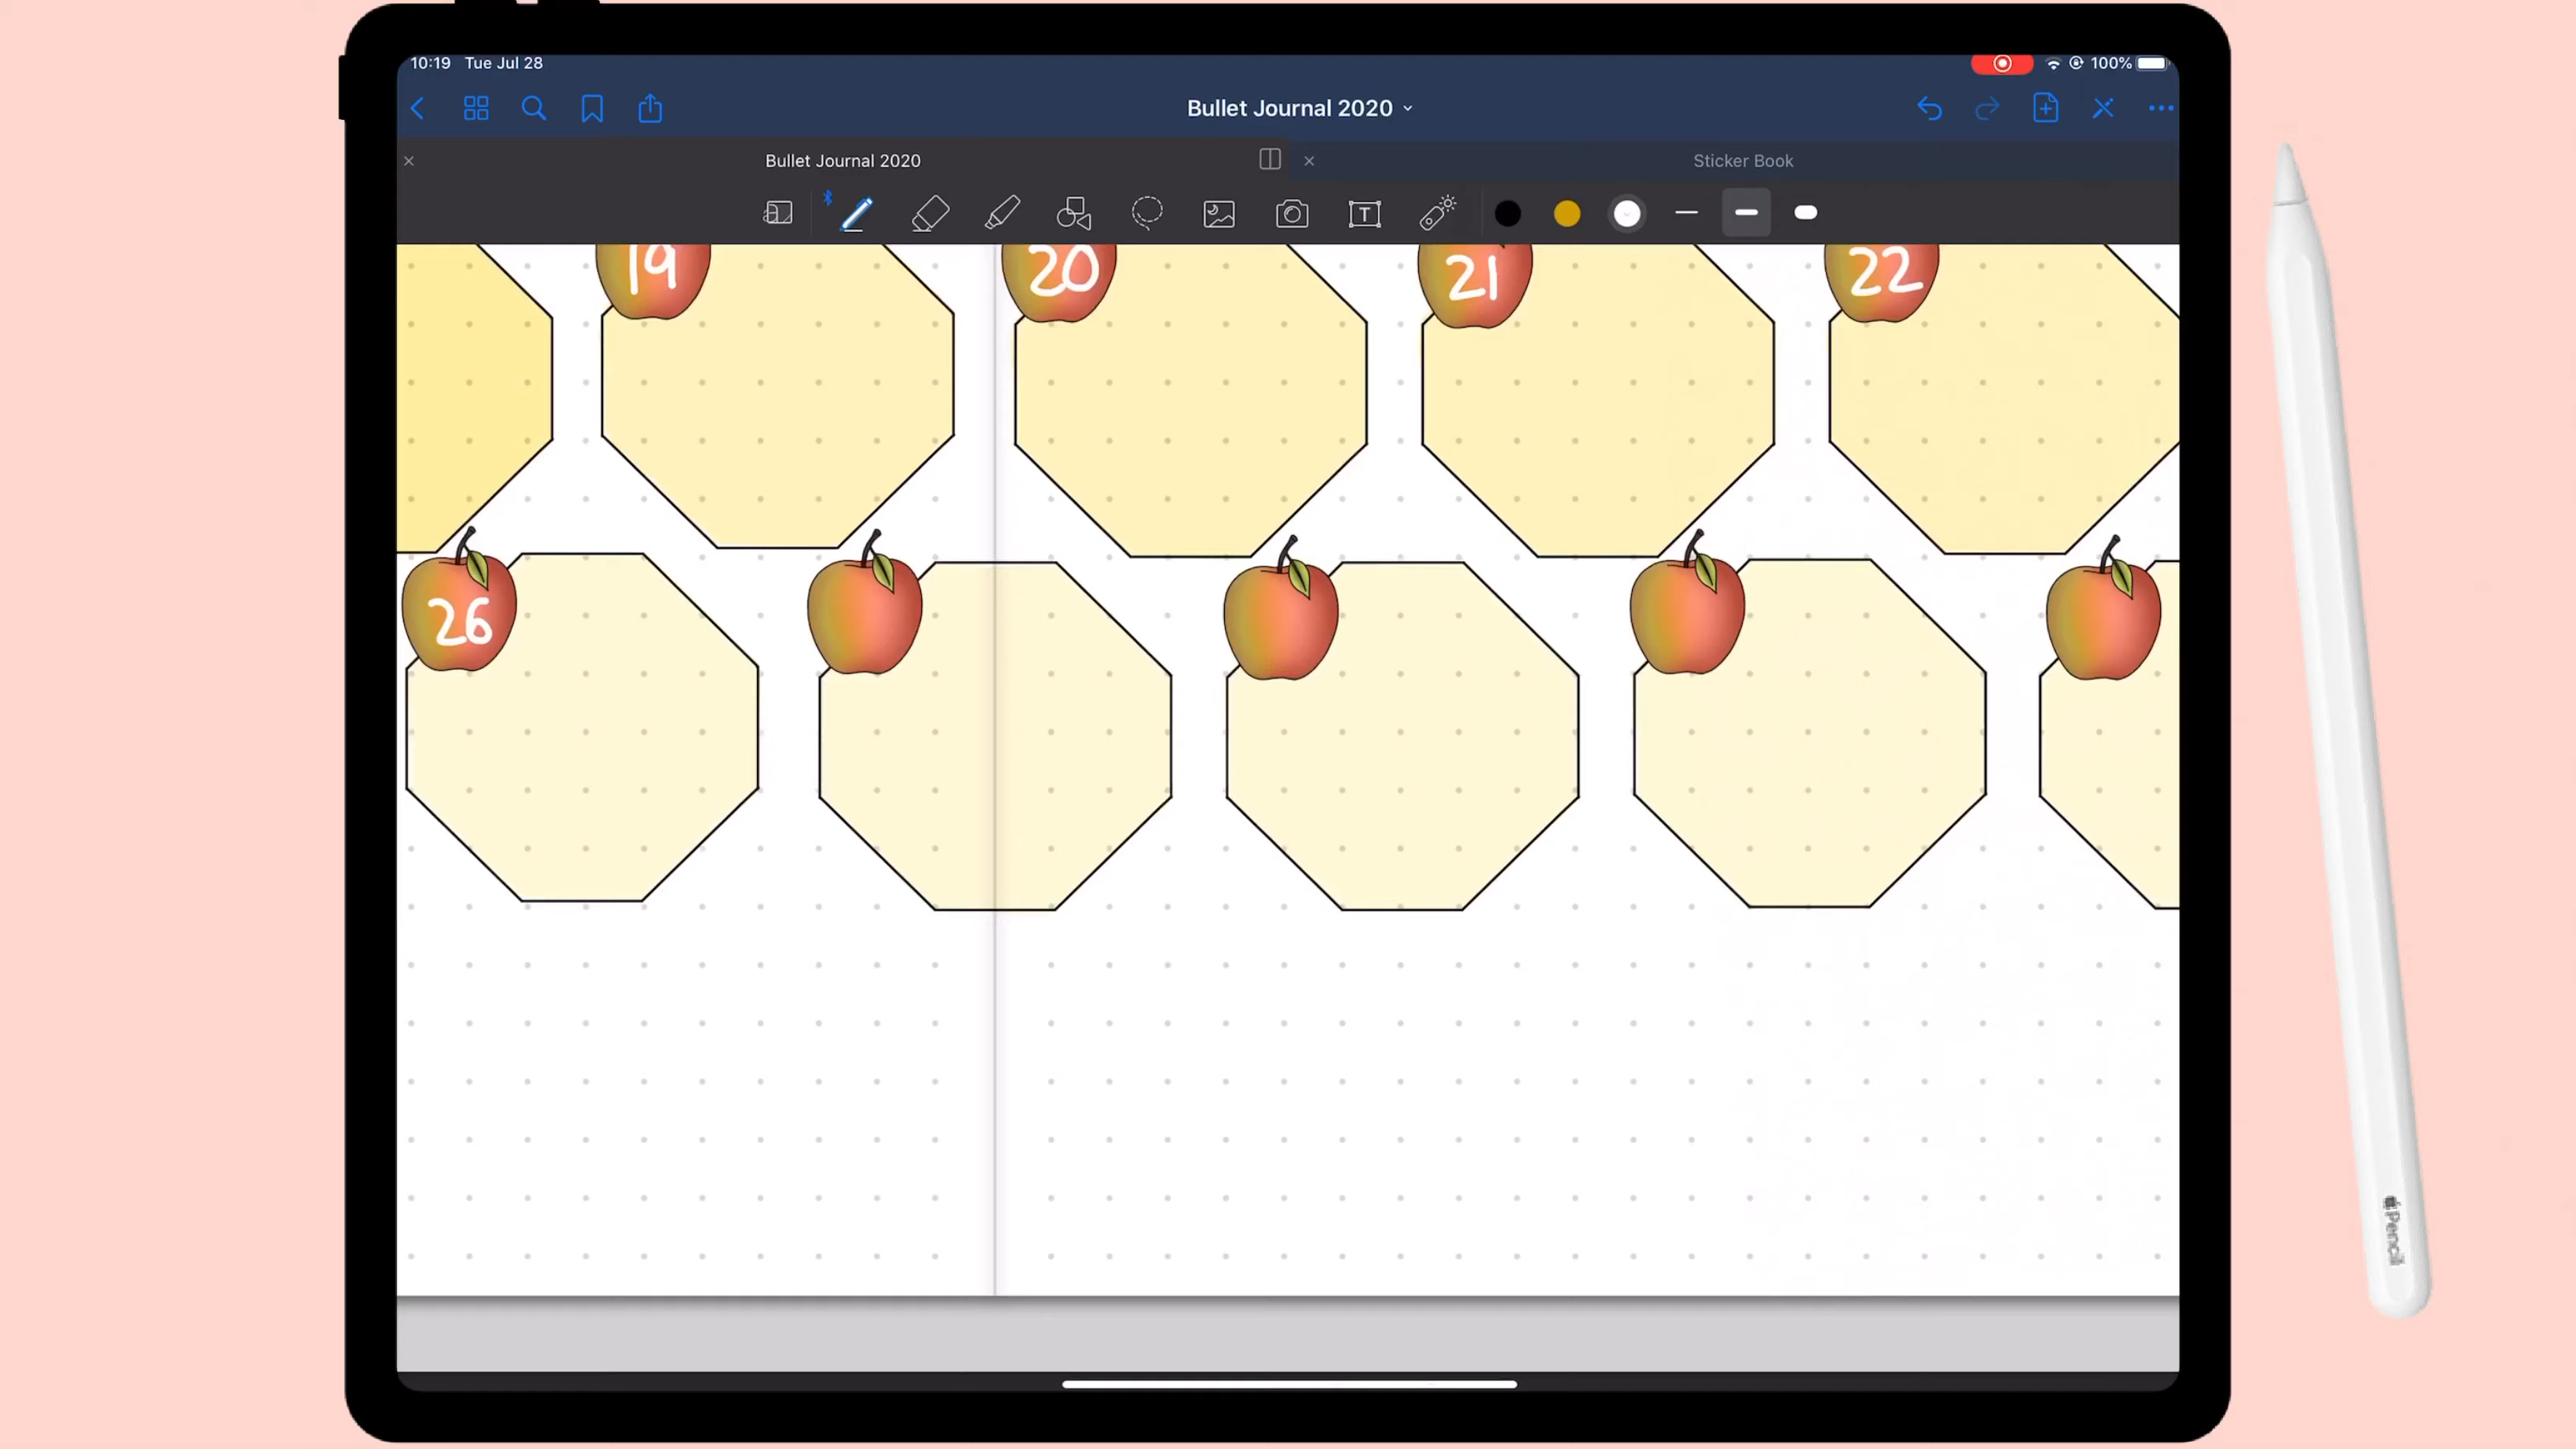 10:19 Tue Jul 28 100%
Bullet Journal 2020
Bullet Journal 2020 Sticker Book
T
19 20 21 22
26
Pencil